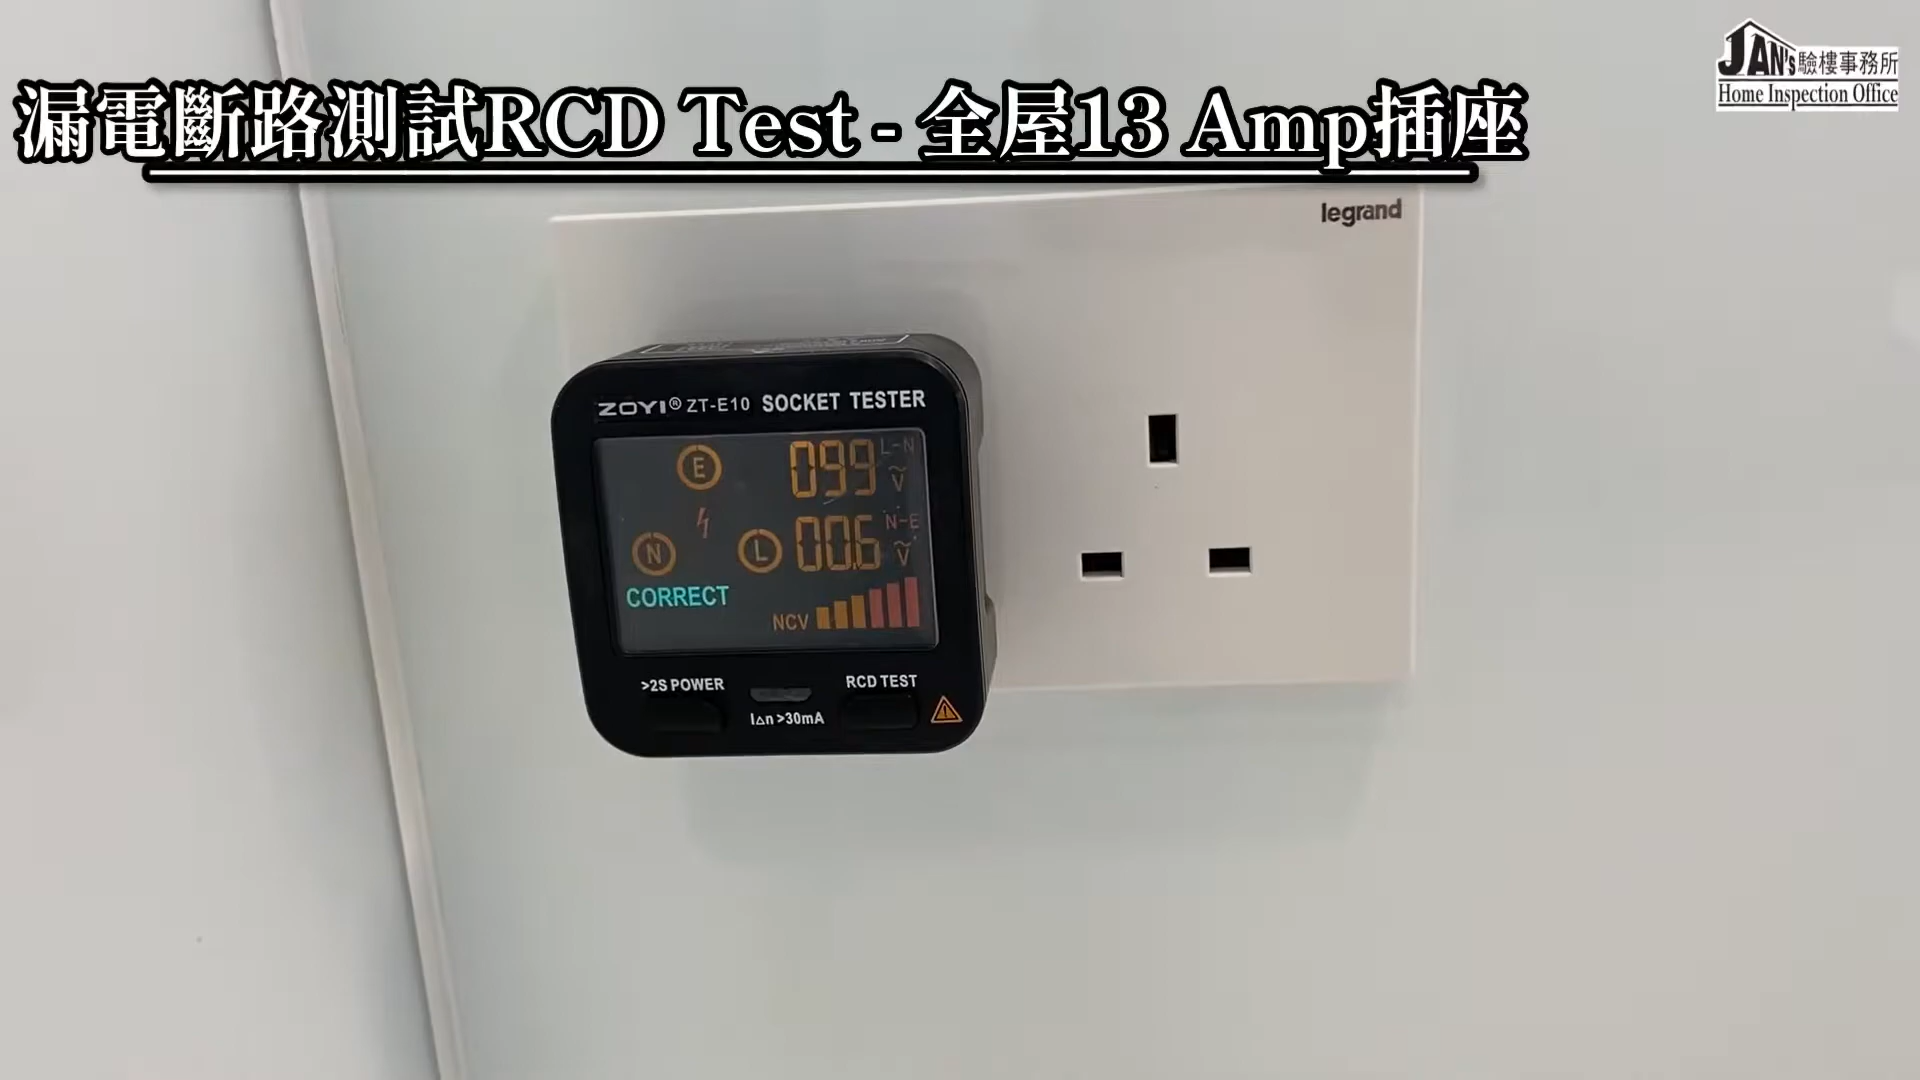 漏電斷路測試RCD Test - 全屋13 Amp插座
JAN's驗樓事務所
Home Inspection Office
legrand
ZOYI® ZT-E10 SOCKET TESTER
E 099 L-N V
N L 00.6 N-E V
CORRECT
NCV
>2S POWER
RCD TEST
I△n >30mA